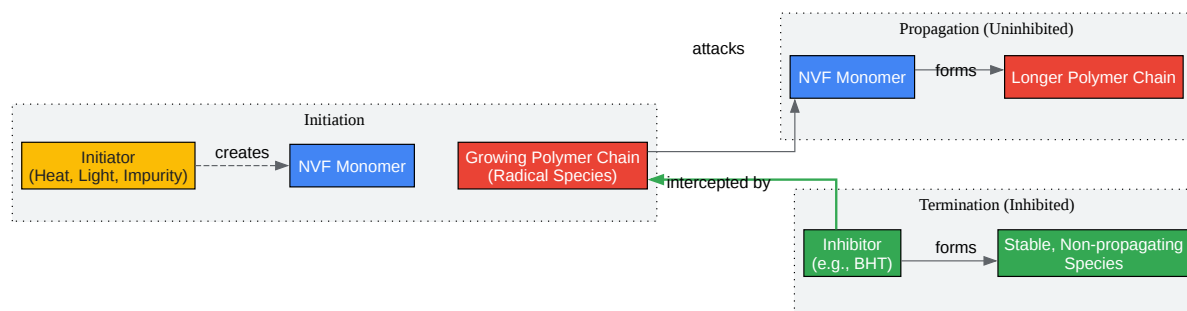 Propagation (Uninhibited)
attacks
NVF Monomer
forms
Longer Polymer Chain
Initiation
Initiator
(Heat, Light, Impurity)
creates
NVF Monomer
Growing Polymer Chain
(Radical Species)
intercepted by
Termination (Inhibited)
Inhibitor
(e.g., BHT)
forms
Stable, Non-propagating
Species